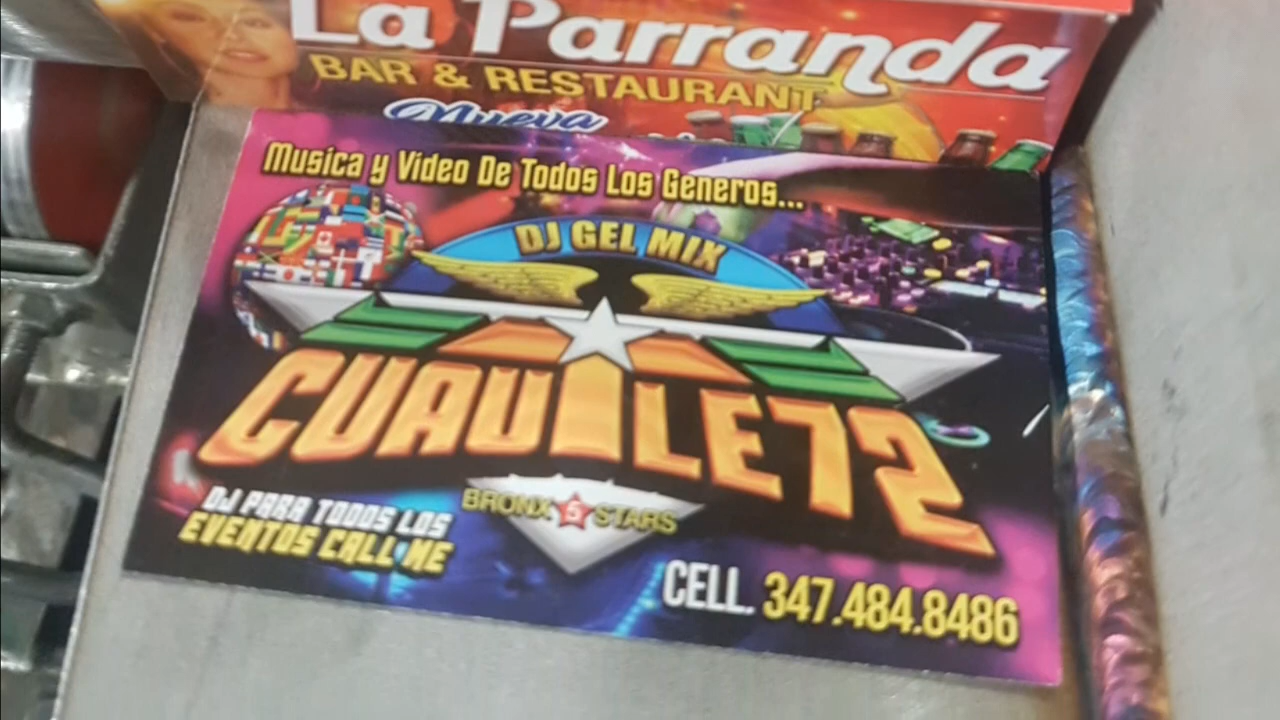 La Parranda
BAR & RESTAURANT
Nueva
Musica y Video De Todos Los Generos...
DJ GEL MIX
CUAUTLE72
BRONX 5 STARS
DJ PARA TODOS LOS
EVENTOS CALL ME
CELL. 347.484.8486